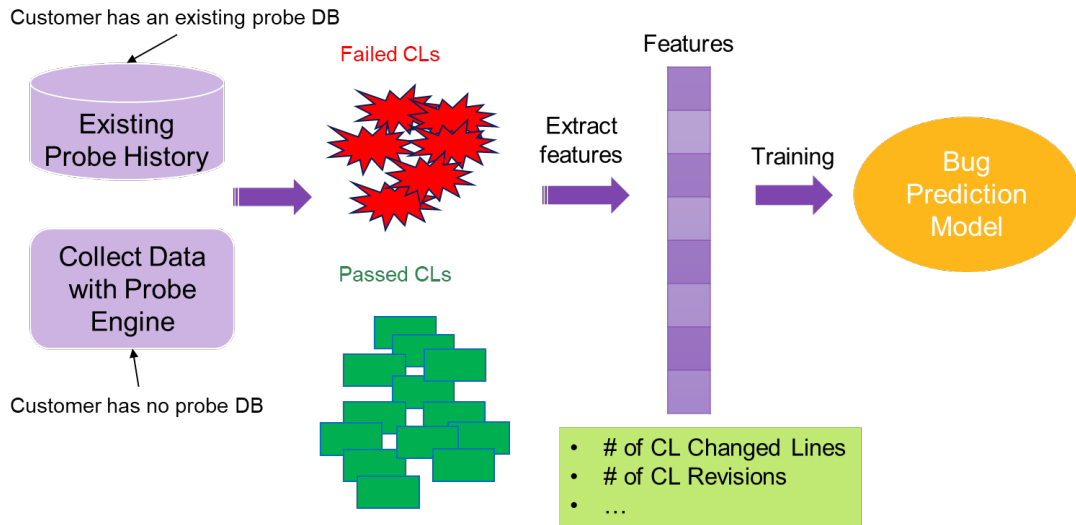 Customer has an existing probe DB
Existing
Probe History
Collect Data
with Probe
Engine
Customer has no probe DB
Failed CLs
Passed CLs
Extract
features
Features
• # of CL Changed Lines
• # of CL Revisions
• …
Training
Bug
Prediction
Model